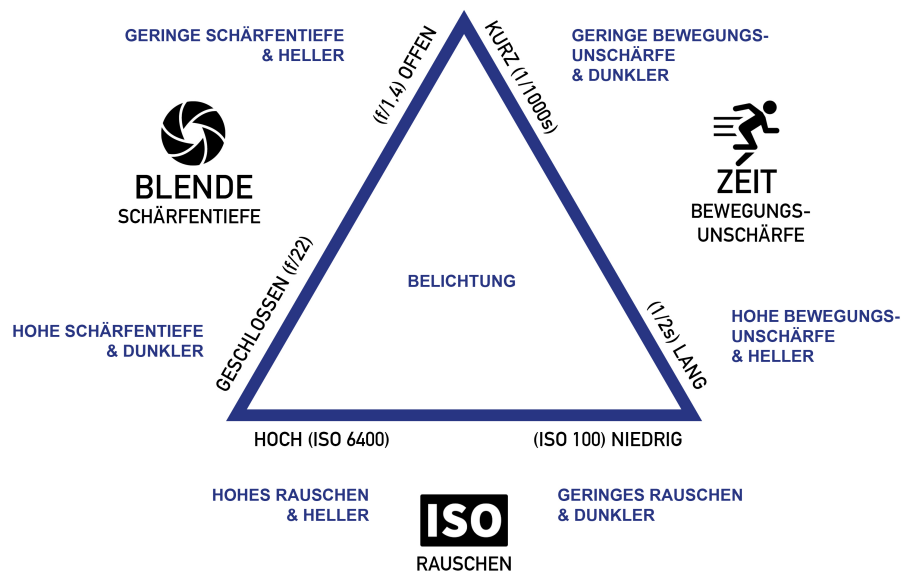 GERINGE SCHÄRFENTIEFE
& HELLER
(f/1.4) OFFEN
KURZ (1/1000s)
GERINGE BEWEGUNGS-
UNSCHÄRFE
& DUNKLER
BLENDE
SCHÄRFENTIEFE
ZEIT
BEWEGUNGS-
UNSCHÄRFE
GESCHLOSSEN (f/22)
BELICHTUNG
HOHE SCHÄRFENTIEFE
& DUNKLER
(1/2s) LANG
HOHE BEWEGUNGS-
UNSCHÄRFE
& HELLER
HOCH (ISO 6400)
(ISO 100) NIEDRIG
HOHES RAUSCHEN
& HELLER
ISO
RAUSCHEN
GERINGES RAUSCHEN
& DUNKLER